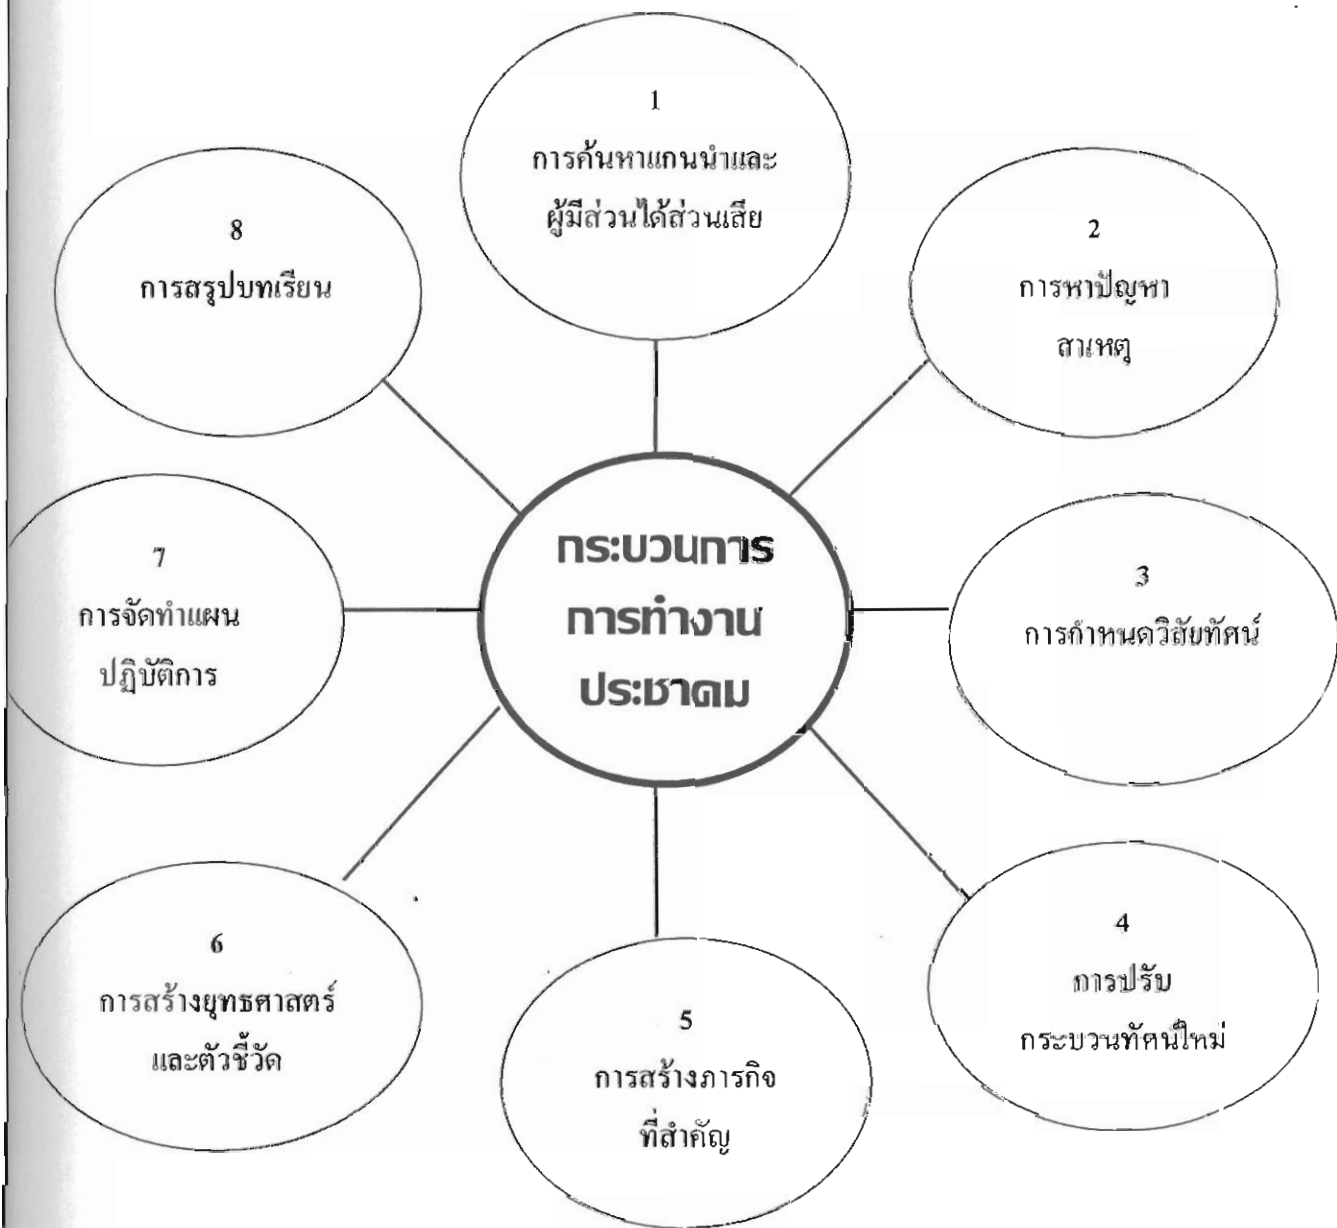 1
การค้นหาแกนนำและ
ผู้มีส่วนได้ส่วนเสีย
2
การหาปัญหา
สาเหตุ
3
การกำหนดวิสัยทัศน์
4
การปรับ
กระบวนทัศน์ใหม่
5
การสร้างภารกิจ
ที่สำคัญ
6
การสร้างยุทธศาสตร์
และตัวชี้วัด
7
การจัดทำแผน
ปฏิบัติการ
8
การสรุปบทเรียน
กระบวนการ
การทำงาน
ประชาคม